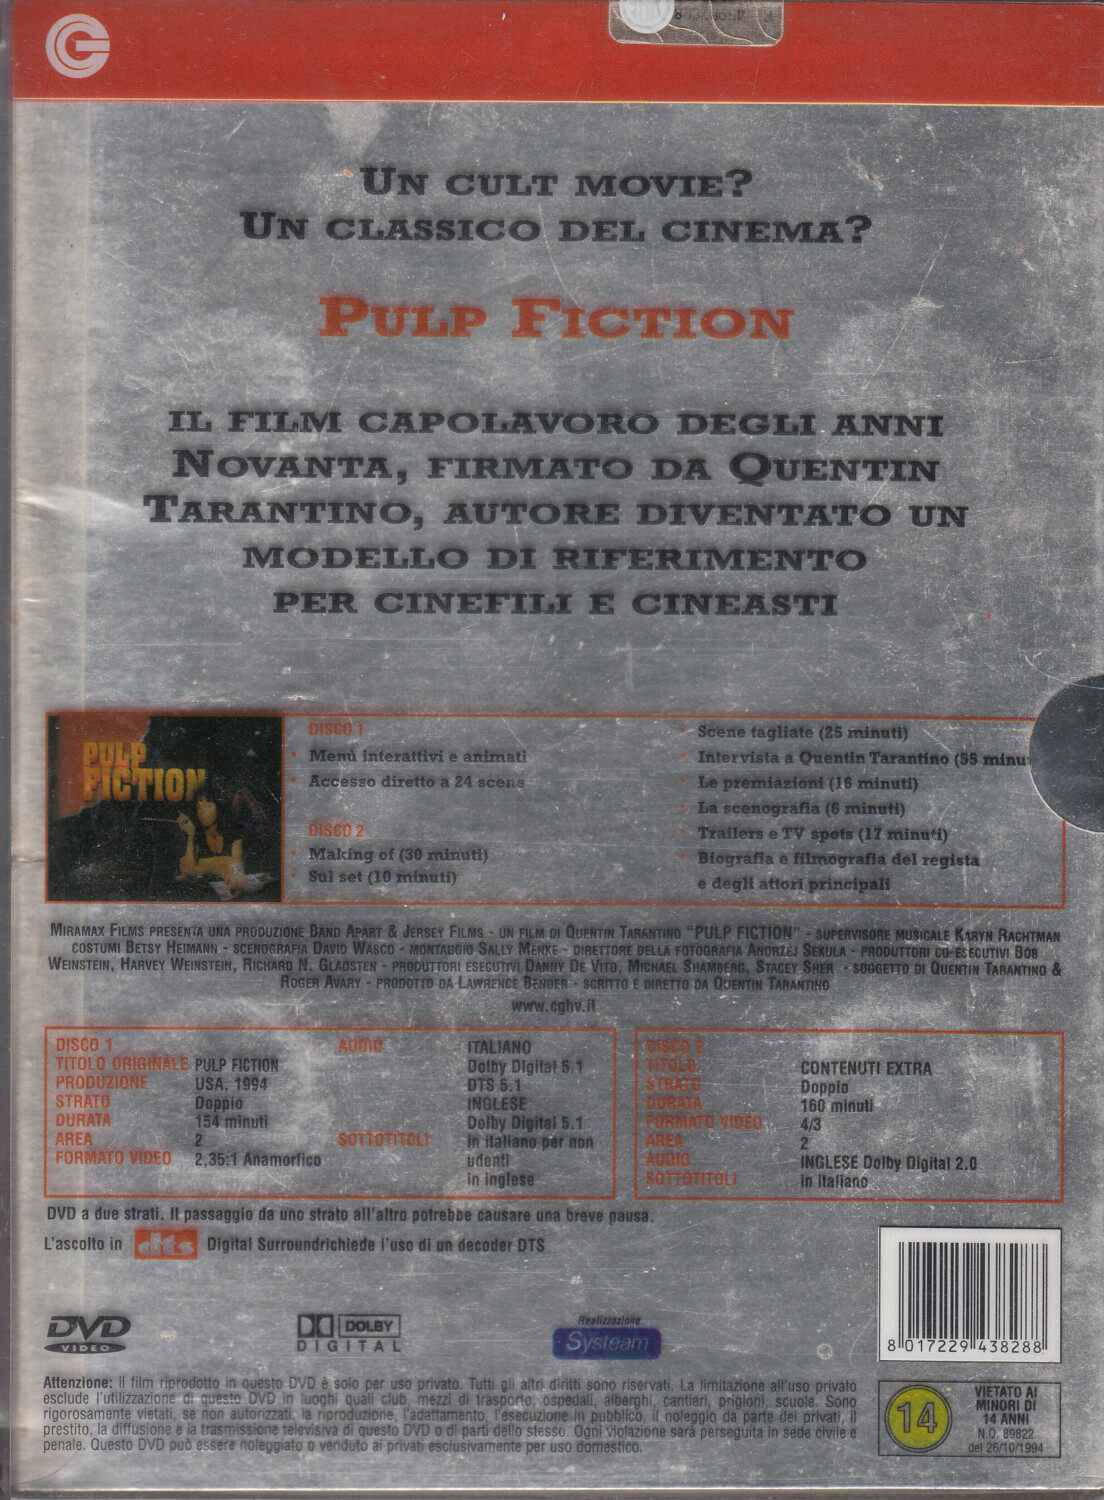 Un cult movie?
Un classico del cinema?
Pulp Fiction
il film capolavoro degli anni
Novanta, firmato da Quentin
Tarantino, autore diventato un
modello di riferimento
per cinefili e cineasti
PULP
FICTION
DISCO 1
• Menù interattivi e animati
• Accesso diretto a 24 scene
DISCO 2
• Making of (30 minuti)
• Sul set (10 minuti)
• Scene tagliate (25 minuti)
• Intervista a Quentin Tarantino (55 minu
• Le premiazioni (16 minuti)
• La scenografia (6 minuti)
• Trailers e TV spots (17 minuti)
• Biografia e filmografia del regista
e degli attori principali
Miramax Films presenta una produzione Band Apart & Jersey Films - un film di Quentin Tarantino "PULP FICTION" - supervisore musicale Karyn Rachtman
costumi Betsy Heimann - scenografia David Wasco - montaggio Sally Menke - direttore della fotografia Andrzej Sekula - produttori co-esecutivi Bob
Weinstein, Harvey Weinstein, Richard N. Gladsten - produttori esecutivi Danny De Vito, Michael Shamberg, Stacey Sher - soggetto di Quentin Tarantino &
Roger Avary - prodotto da Lawrence Bender - scritto e diretto da Quentin Tarantino
www.cghv.it
DISCO 1
TITOLO ORIGINALE PULP FICTION
PRODUZIONE USA, 1994
STRATO Doppio
DURATA 154 minuti
AREA 2
FORMATO VIDEO 2,35:1 Anamorfico
AUDIO ITALIANO
Dolby Digital 5.1
DTS 5.1
INGLESE
Dolby Digital 5.1
SOTTOTITOLI in italiano per non
udenti
in inglese
DISCO 2
TITOLO CONTENUTI EXTRA
STRATO Doppio
DURATA 160 minuti
FORMATO VIDEO 4/3
AREA 2
AUDIO INGLESE Dolby Digital 2.0
SOTTOTITOLI in italiano
DVD a due strati. Il passaggio da uno strato all'altro potrebbe causare una breve pausa.
L'ascolto in dts Digital Surroundrichiede l'uso di un decoder DTS
DVD
VIDEO
DOLBY
DIGITAL
Realizzazione
Systeam
8 017229 438288
Attenzione: il film riprodotto in questo DVD è solo per uso privato. Tutti gli altri diritti sono riservati. La limitazione all'uso privato
esclude l'utilizzazione di questo DVD in luoghi quali club, mezzi di trasporto, ospedali, alberghi, cantieri, prigioni, scuole. Sono
rigorosamente vietati, se non autorizzati, la riproduzione, l'adattamento, l'esecuzione in pubblico, il noleggio da parte dei privati, il
prestito, la diffusione e la trasmissione televisiva di questo DVD o di parti dello stesso. Ogni violazione sarà perseguita in sede civile e
penale. Questo DVD può essere noleggiato o venduto ai privati esclusivamente per uso domestico.
14
VIETATO AI
MINORI DI
14 ANNI
N.O. 89822
del 26/10/1994